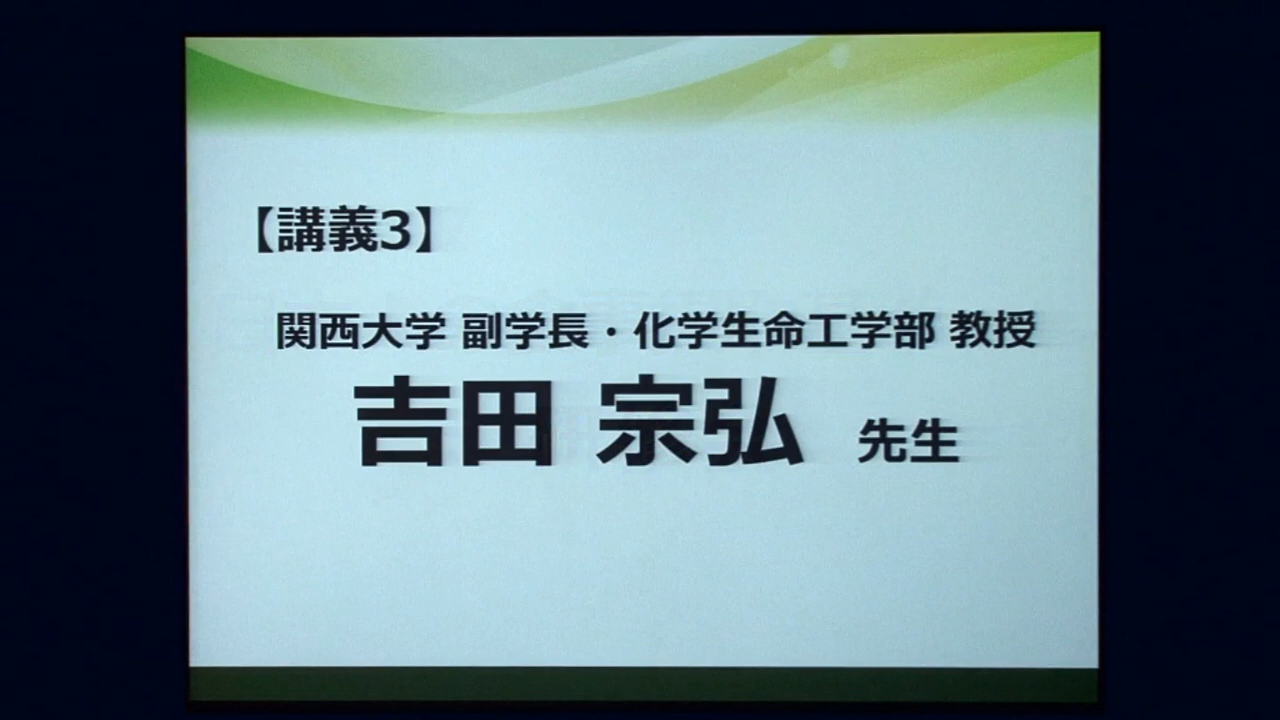 【講義3】
関西大学 副学長・化学生命工学部 教授
吉田 宗弘 先生